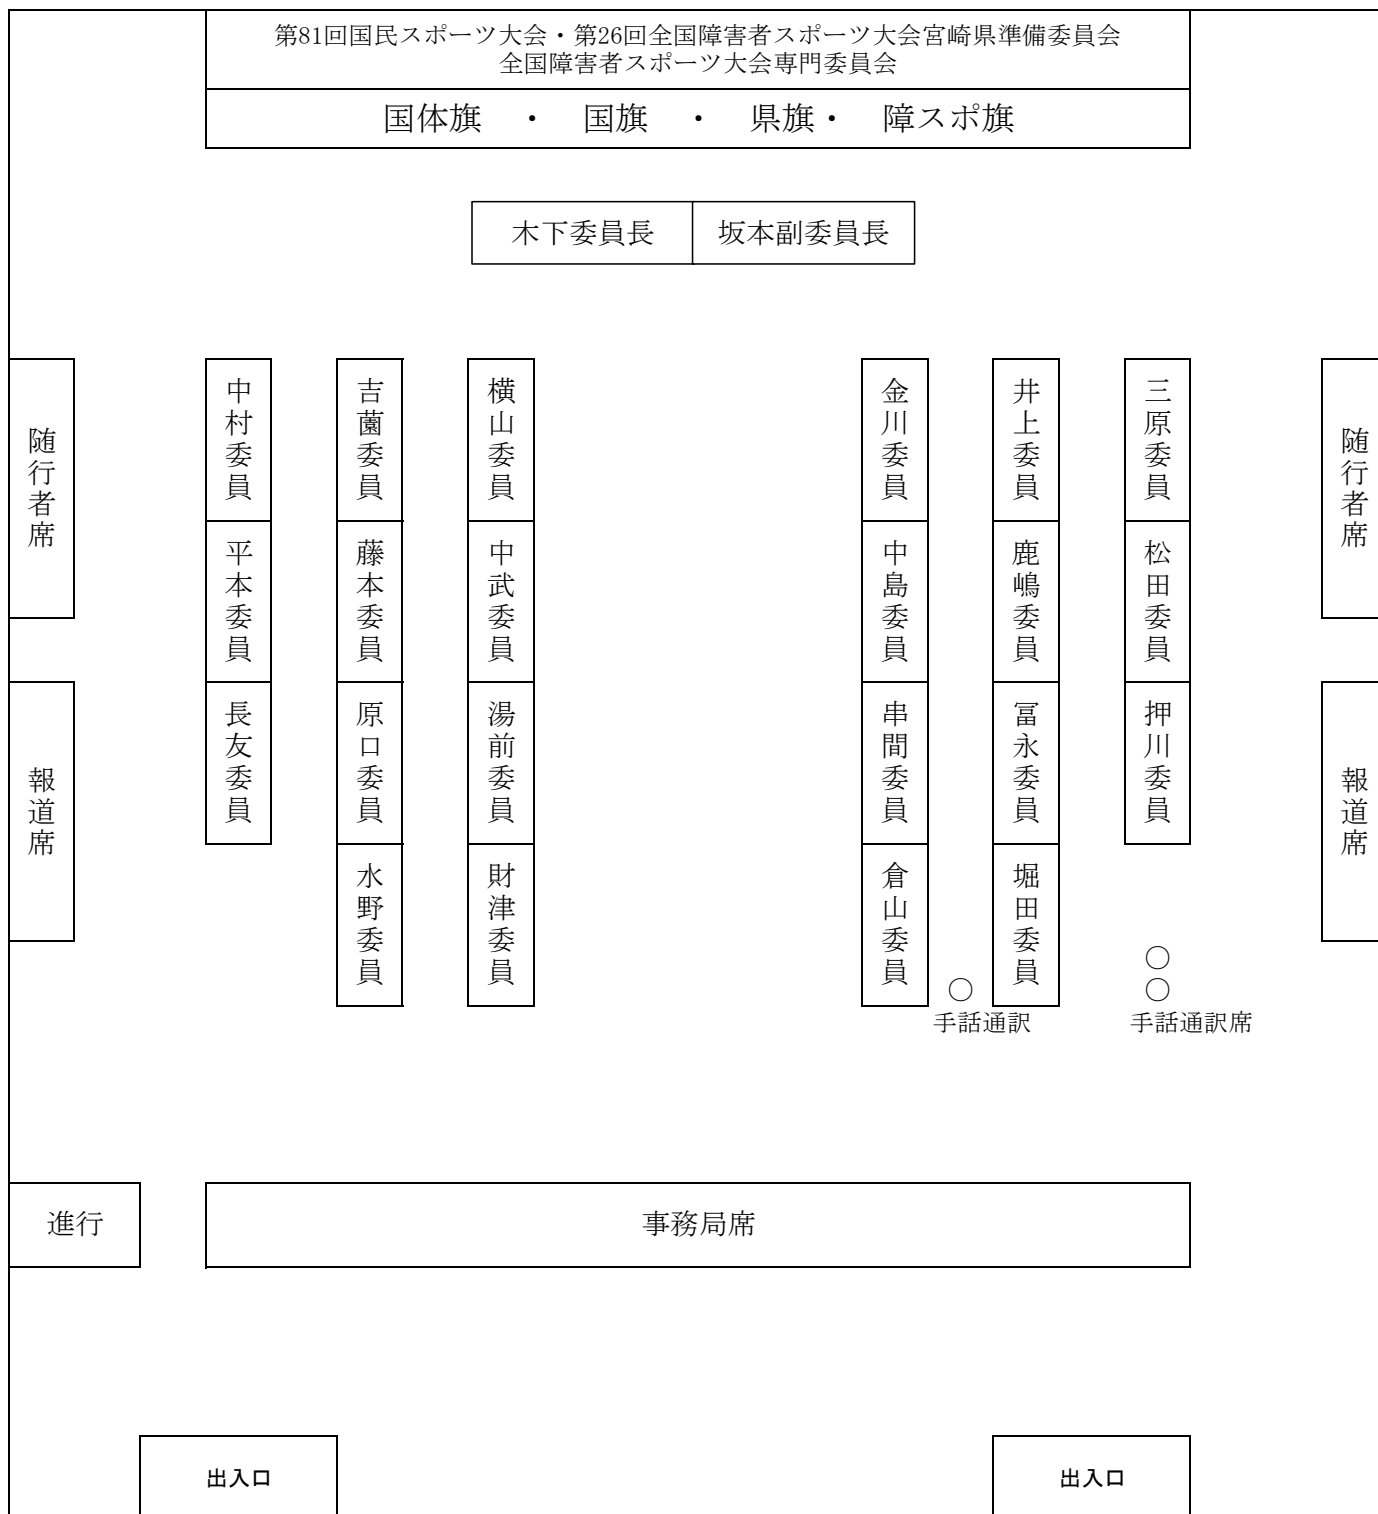 第81回国民スポーツ大会・第26回全国障害者スポーツ大会宮崎県準備委員会
全国障害者スポーツ大会専門委員会
国体旗 ・ 国旗 ・ 県旗・ 障スポ旗
木下委員長
坂本副委員長
随行者席
報道席
中村委員
平本委員
長友委員
吉薗委員
藤本委員
原口委員
水野委員
横山委員
中武委員
湯前委員
財津委員
金川委員
中島委員
串間委員
倉山委員
井上委員
鹿嶋委員
冨永委員
堀田委員
三原委員
松田委員
押川委員
随行者席
報道席
○
手話通訳
○
○
手話通訳席
進行
事務局席
出入口
出入口